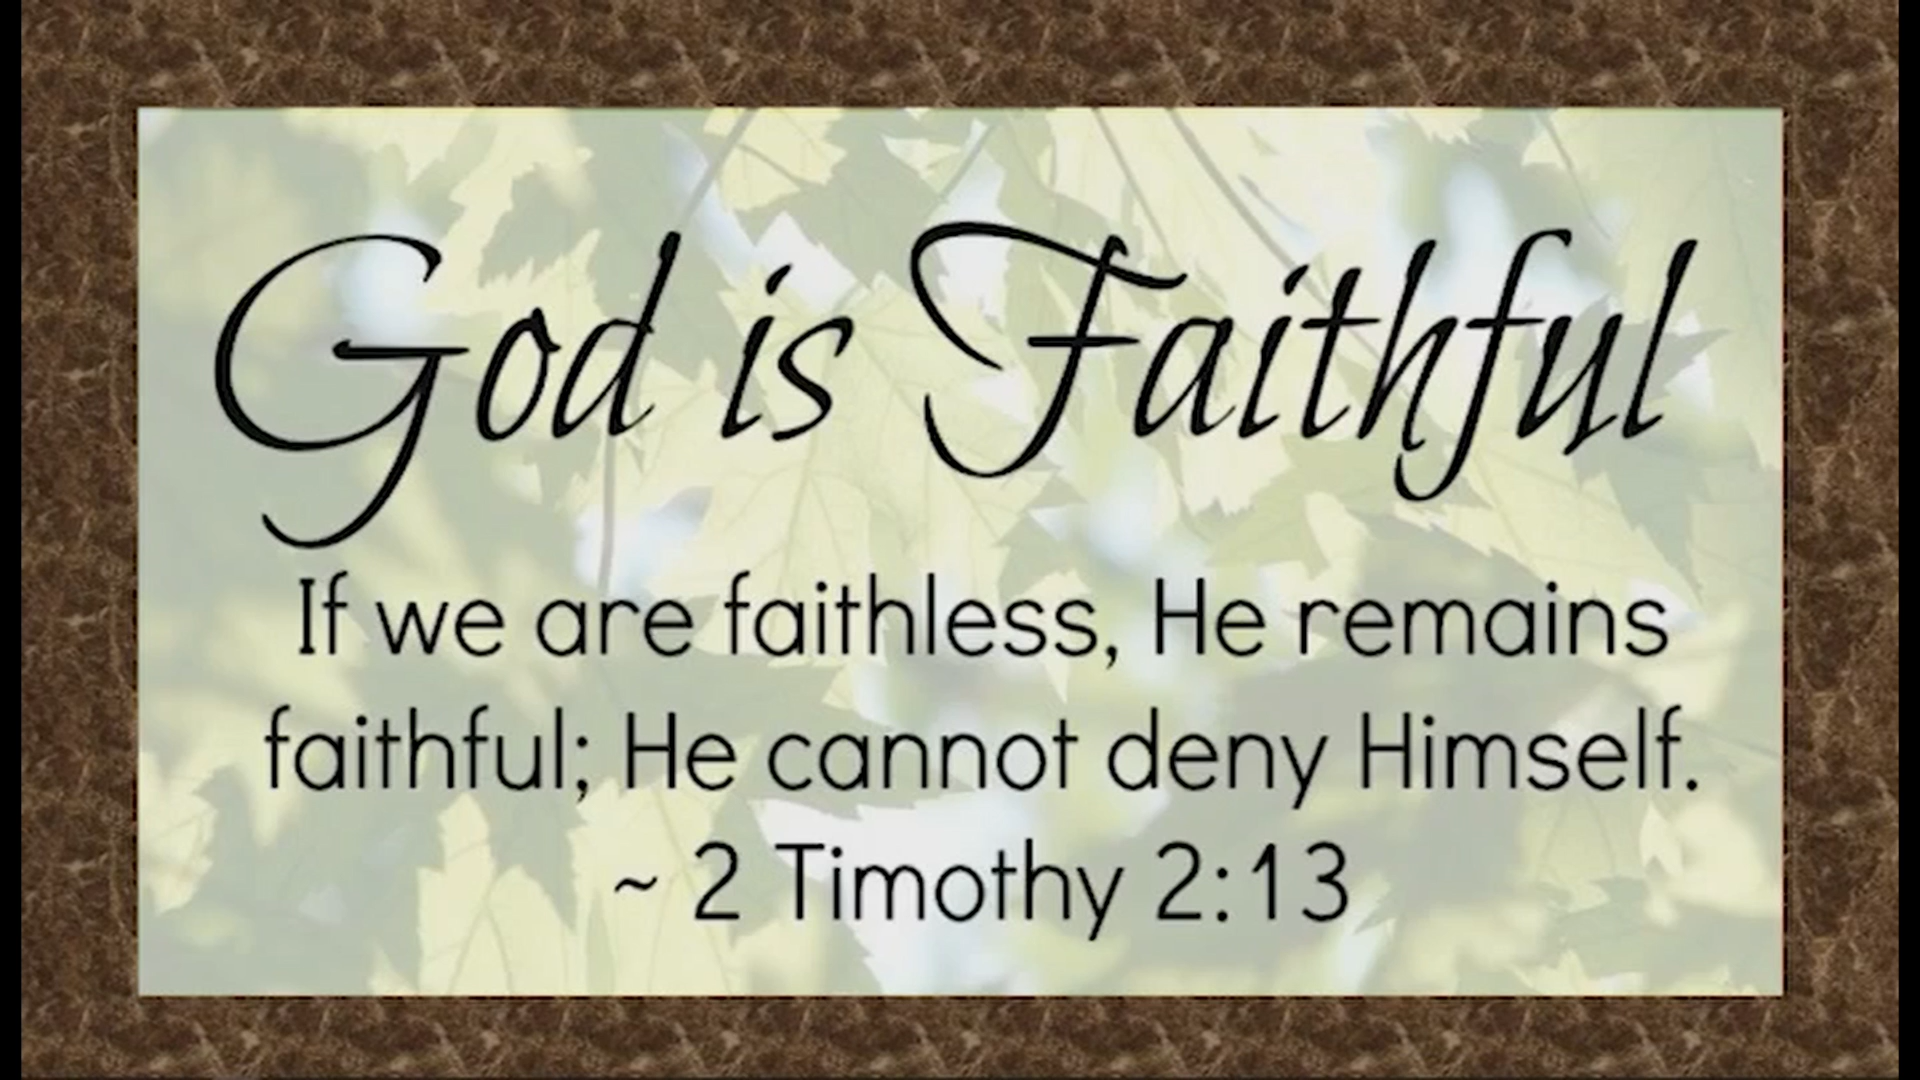 God is Faithful
If we are faithless, He remains
faithful; He cannot deny Himself.
~ 2 Timothy 2:13